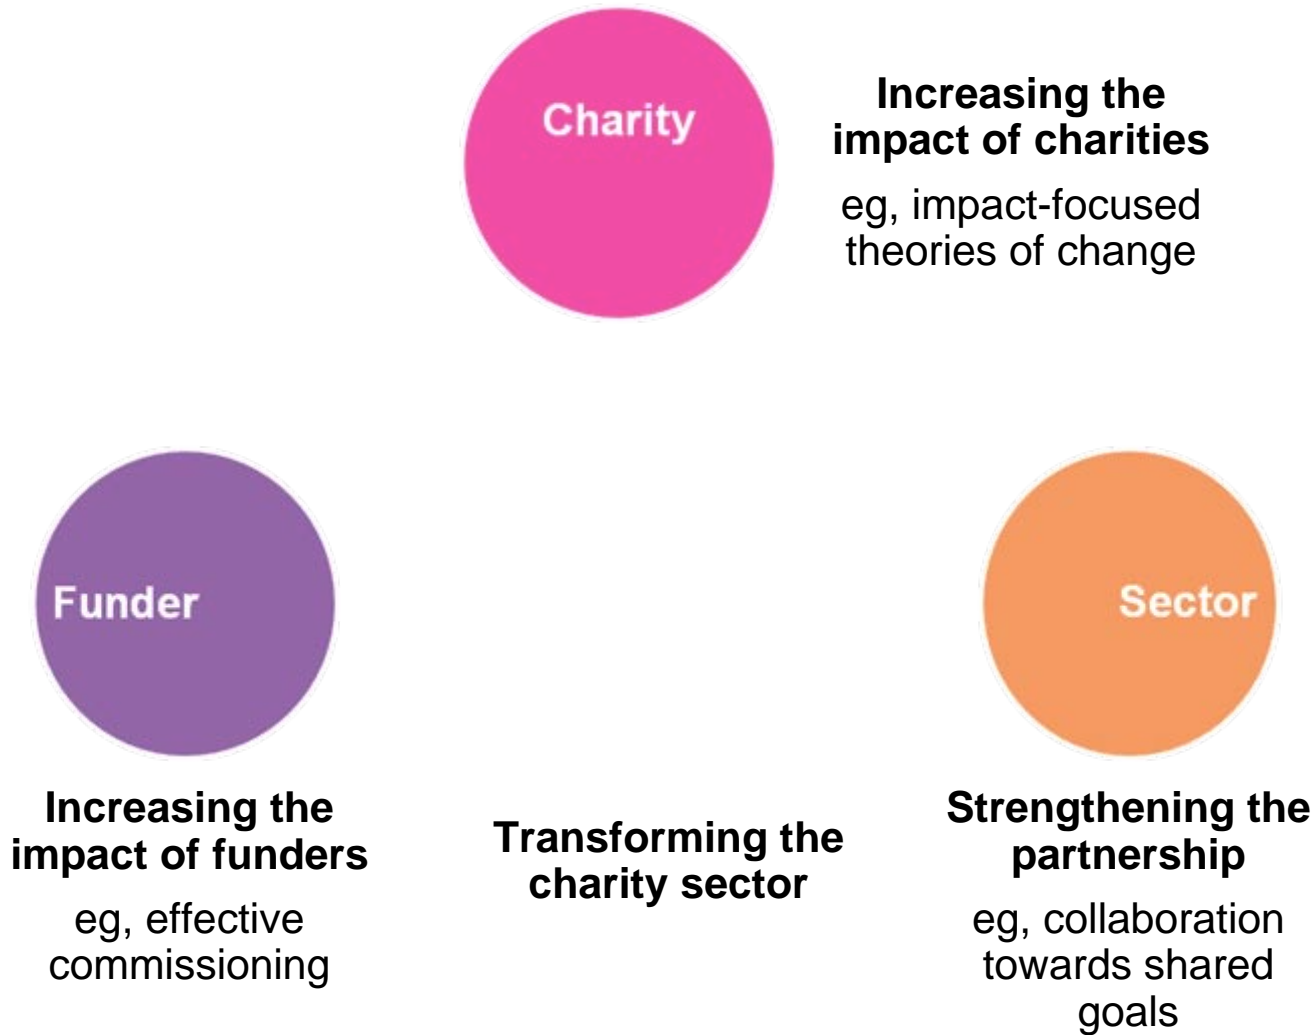 Charity
Increasing the
impact of charities
eg, impact-focused
theories of change
Funder
Sector
Increasing the
impact of funders
eg, effective
commissioning
Transforming the
charity sector
Strengthening the
partnership
eg, collaboration
towards shared
goals